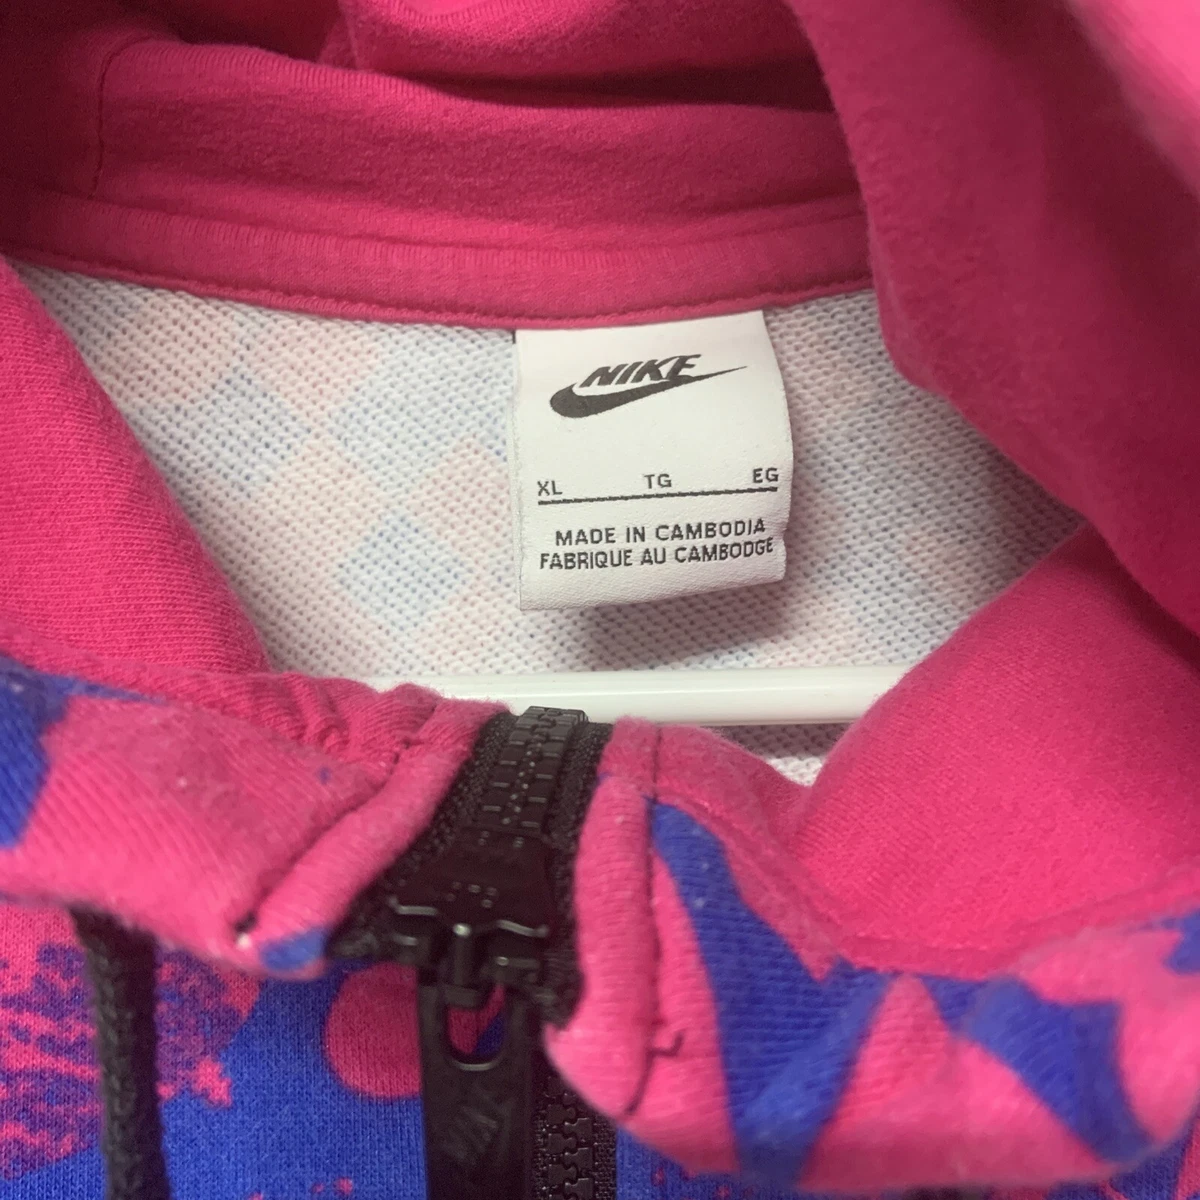 NIKE
XL TG EG
MADE IN CAMBODIA
FABRIQUE AU CAMBODGE